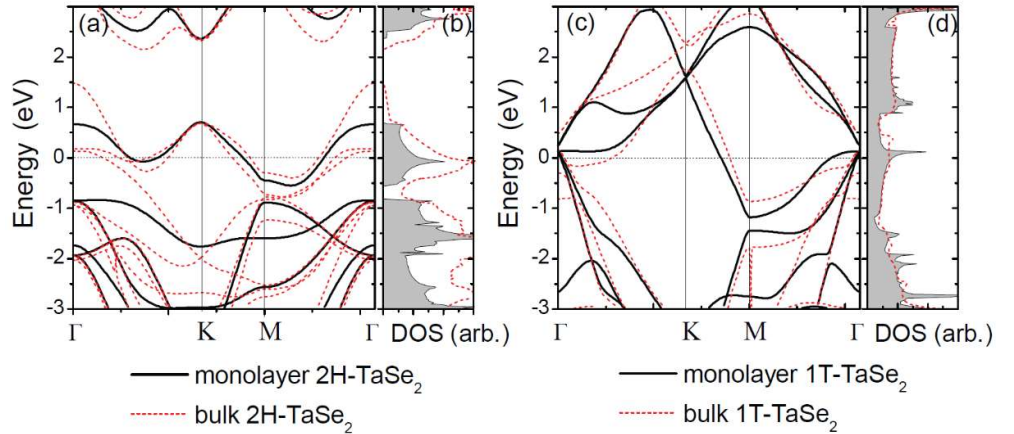 (a) (b) (c) (d)
Energy (eV)
2
1
0
-1
-2
-3
Γ K M Γ DOS (arb.)
Energy (eV)
2
1
0
-1
-2
-3
Γ K M Γ DOS (arb.)
monolayer 2H-TaSe₂
bulk 2H-TaSe₂
monolayer 1T-TaSe₂
bulk 1T-TaSe₂